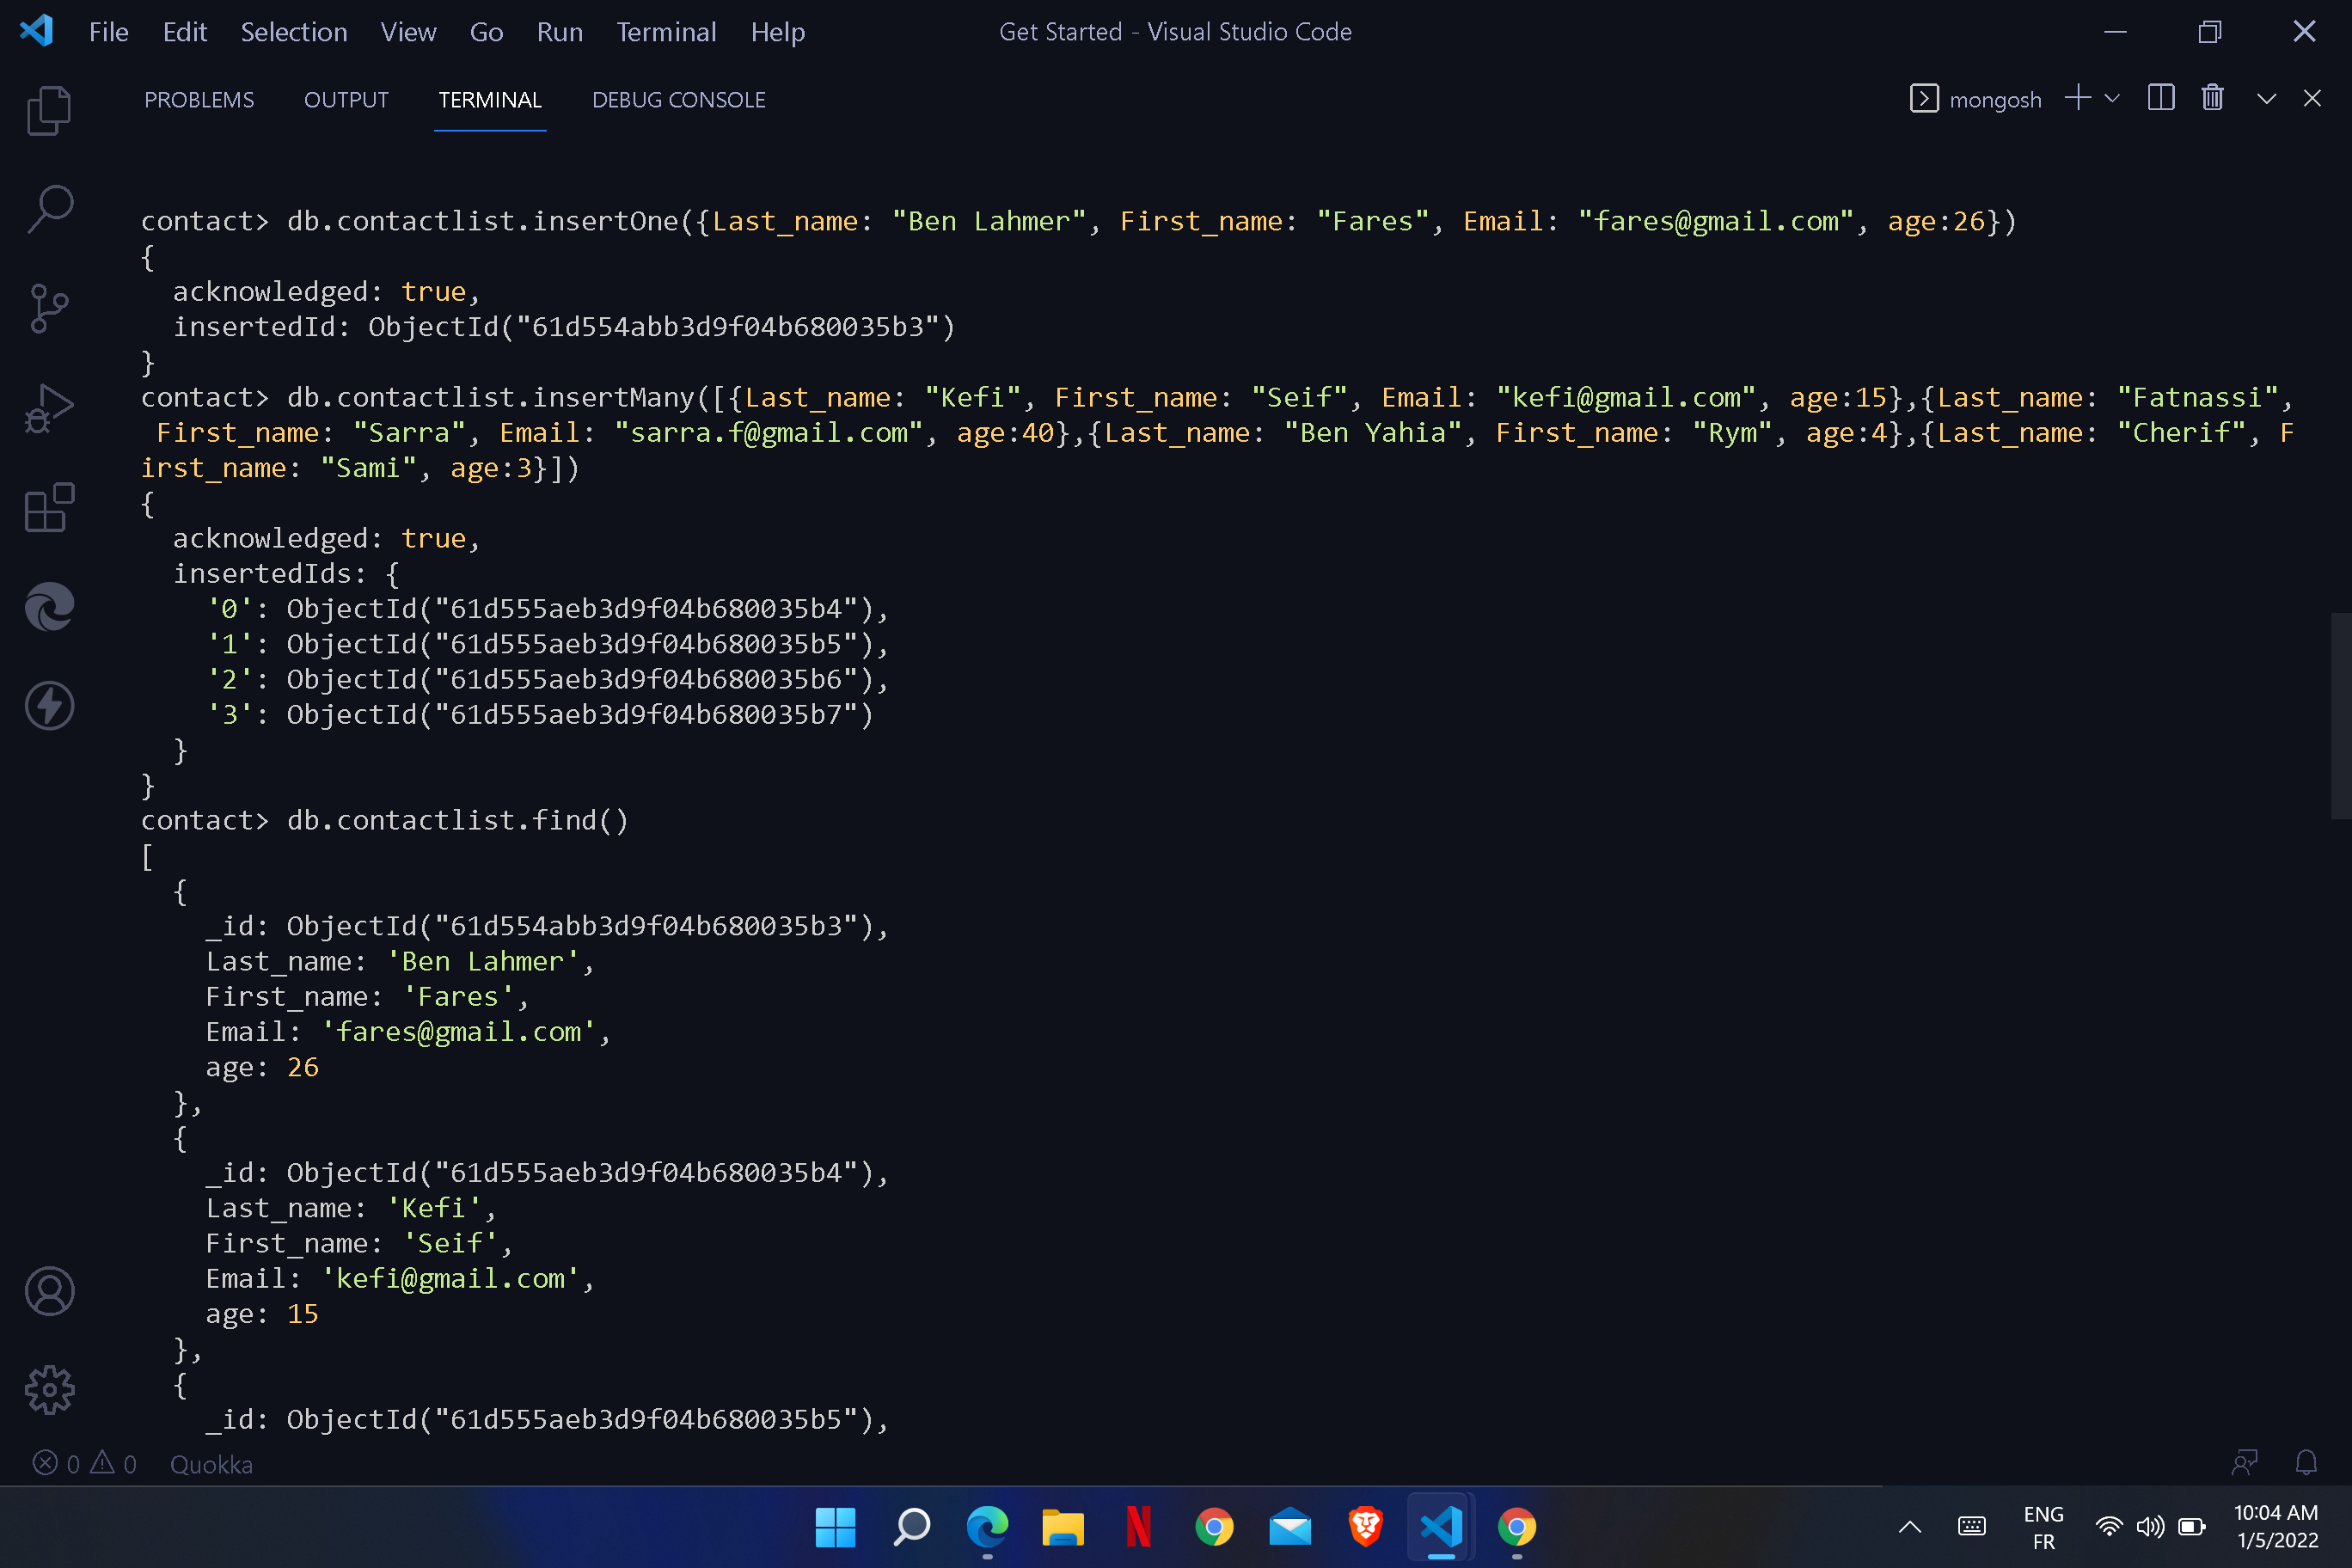 File Edit Selection View Go Run Terminal Help Get Started - Visual Studio Code
PROBLEMS OUTPUT TERMINAL DEBUG CONSOLE mongosh
contact> db.contactlist.insertOne({Last_name: "Ben Lahmer", First_name: "Fares", Email: "fares@gmail.com", age:26})
{
  acknowledged: true,
  insertedId: ObjectId("61d554abb3d9f04b680035b3")
}
contact> db.contactlist.insertMany([{Last_name: "Kefi", First_name: "Seif", Email: "kefi@gmail.com", age:15},{Last_name: "Fatnassi",
 First_name: "Sarra", Email: "sarra.f@gmail.com", age:40},{Last_name: "Ben Yahia", First_name: "Rym", age:4},{Last_name: "Cherif", F
irst_name: "Sami", age:3}])
{
  acknowledged: true,
  insertedIds: {
    '0': ObjectId("61d555aeb3d9f04b680035b4"),
    '1': ObjectId("61d555aeb3d9f04b680035b5"),
    '2': ObjectId("61d555aeb3d9f04b680035b6"),
    '3': ObjectId("61d555aeb3d9f04b680035b7")
  }
}
contact> db.contactlist.find()
[
  {
    _id: ObjectId("61d554abb3d9f04b680035b3"),
    Last_name: 'Ben Lahmer',
    First_name: 'Fares',
    Email: 'fares@gmail.com',
    age: 26
  },
  {
    _id: ObjectId("61d555aeb3d9f04b680035b4"),
    Last_name: 'Kefi',
    First_name: 'Seif',
    Email: 'kefi@gmail.com',
    age: 15
  },
  {
    _id: ObjectId("61d555aeb3d9f04b680035b5"),
0 0 Quokka
ENG 10:04 AM
FR 1/5/2022